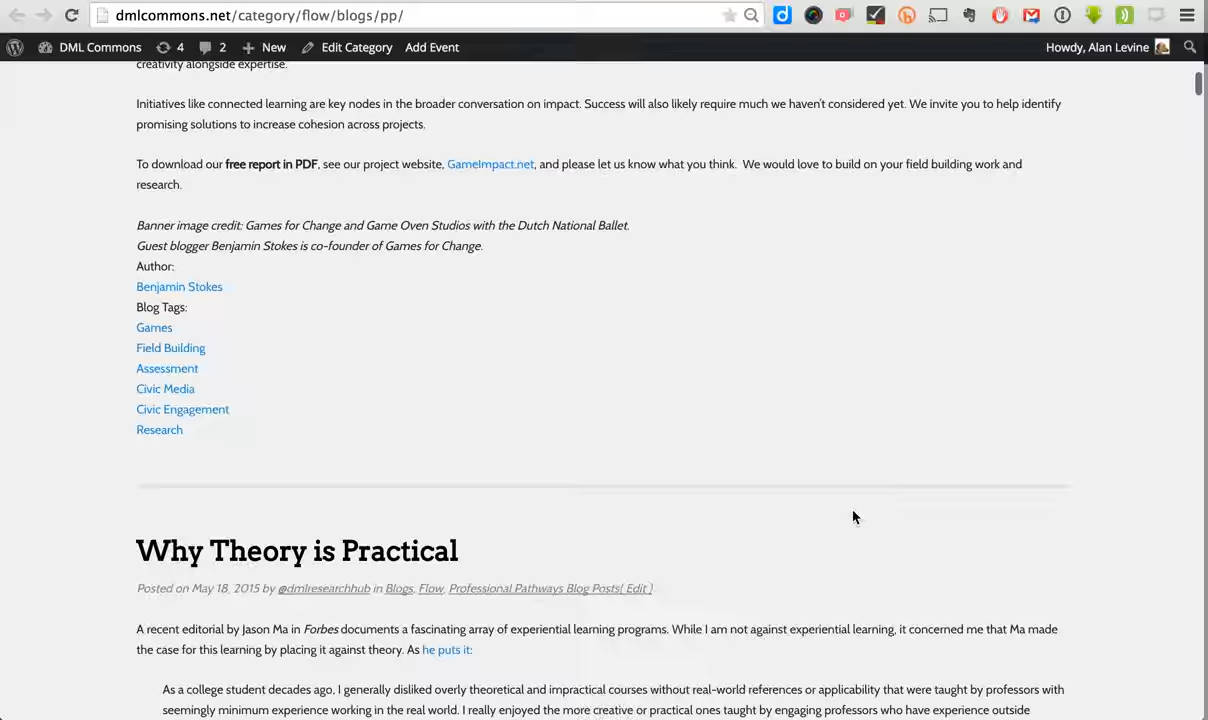 dmlcommons.net/category/flow/blogs/pp/
DML Commons 4 2 New Edit Category Add Event Howdy, Alan Levine
creativity alongside expertise.
Initiatives like connected learning are key nodes in the broader conversation on impact. Success will also likely require much we haven't considered yet. We invite you to help identify
promising solutions to increase cohesion across projects.
To download our free report in PDF, see our project website, GameImpact.net, and please let us know what you think. We would love to build on your field building work and
research.
Banner image credit: Games for Change and Game Oven Studios with the Dutch National Ballet.
Guest blogger Benjamin Stokes is co-founder of Games for Change.
Author:
Benjamin Stokes
Blog Tags:
Games
Field Building
Assessment
Civic Media
Civic Engagement
Research
Why Theory is Practical
Posted on May 18, 2015 by @dmlresearchhub in Blogs, Flow, Professional Pathways Blog Posts[ Edit ]
A recent editorial by Jason Ma in Forbes documents a fascinating array of experiential learning programs. While I am not against experiential learning, it concerned me that Ma made
the case for this learning by placing it against theory. As he puts it:
As a college student decades ago, I generally disliked overly theoretical and impractical courses without real-world references or applicability that were taught by professors with
seemingly minimum experience working in the real world. I really enjoyed the more creative or practical ones taught by engaging professors who have experience outside